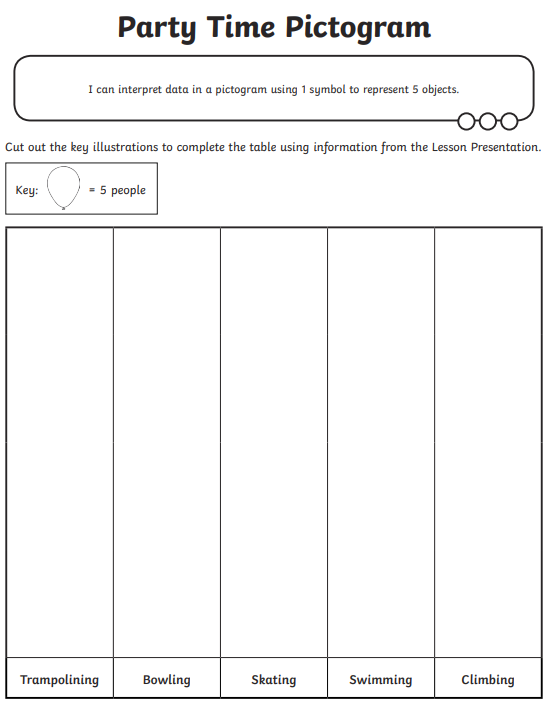 Party Time Pictogram
I can interpret data in a pictogram using 1 symbol to represent 5 objects.
Cut out the key illustrations to complete the table using information from the Lesson Presentation.
Key: = 5 people
Trampolining Bowling Skating Swimming Climbing